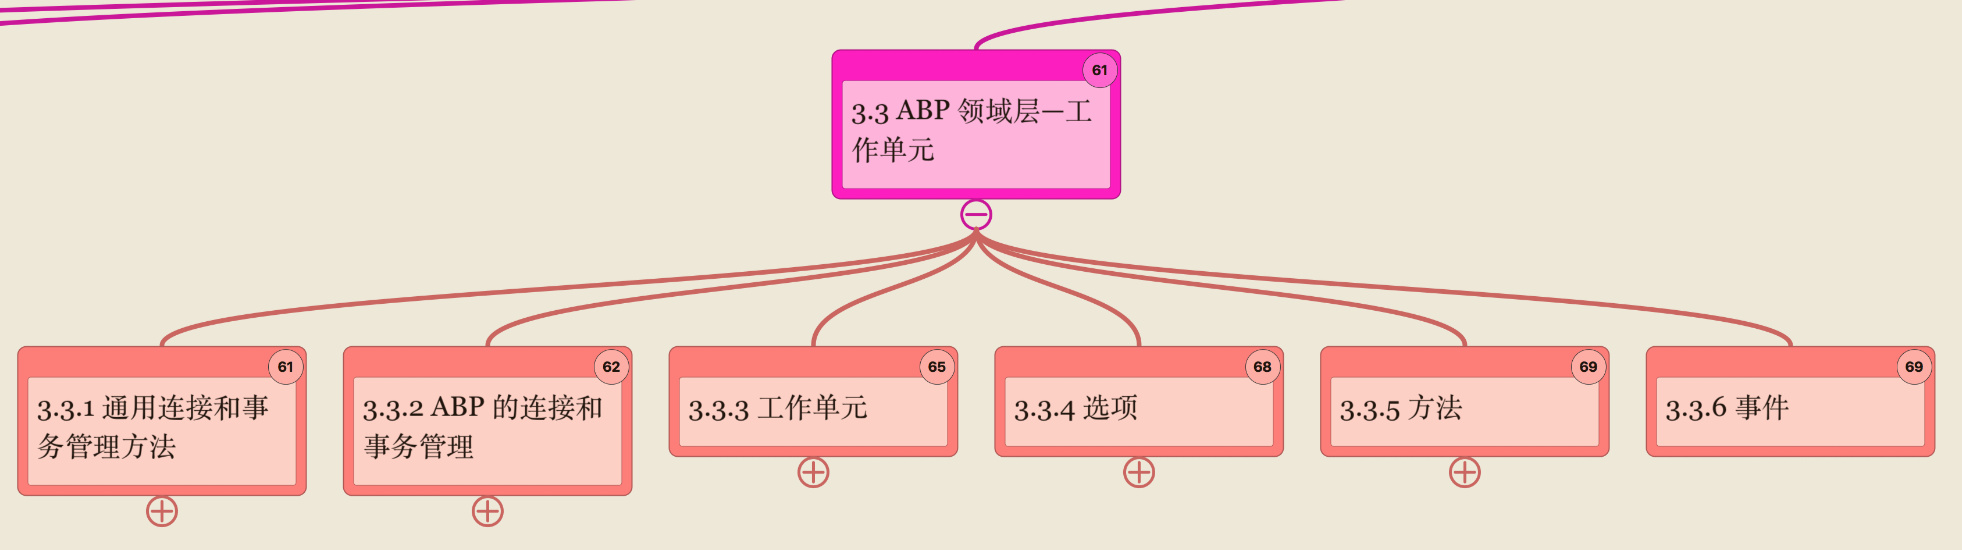 61
3.3 ABP 领域层—工
作单元
61
3.3.1 通用连接和事
务管理方法
62
3.3.2 ABP 的连接和
事务管理
65
3.3.3 工作单元
68
3.3.4 选项
69
3.3.5 方法
69
3.3.6 事件